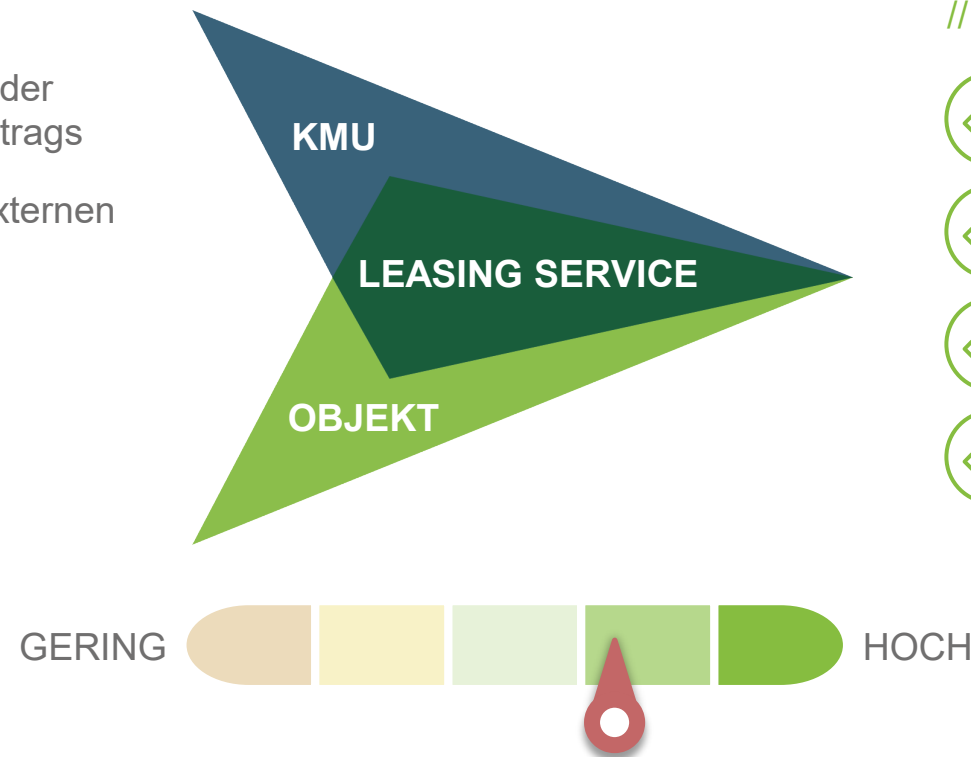 //
der
trags
xternen
KMU
LEASING SERVICE
OBJEKT
GERING
HOCH